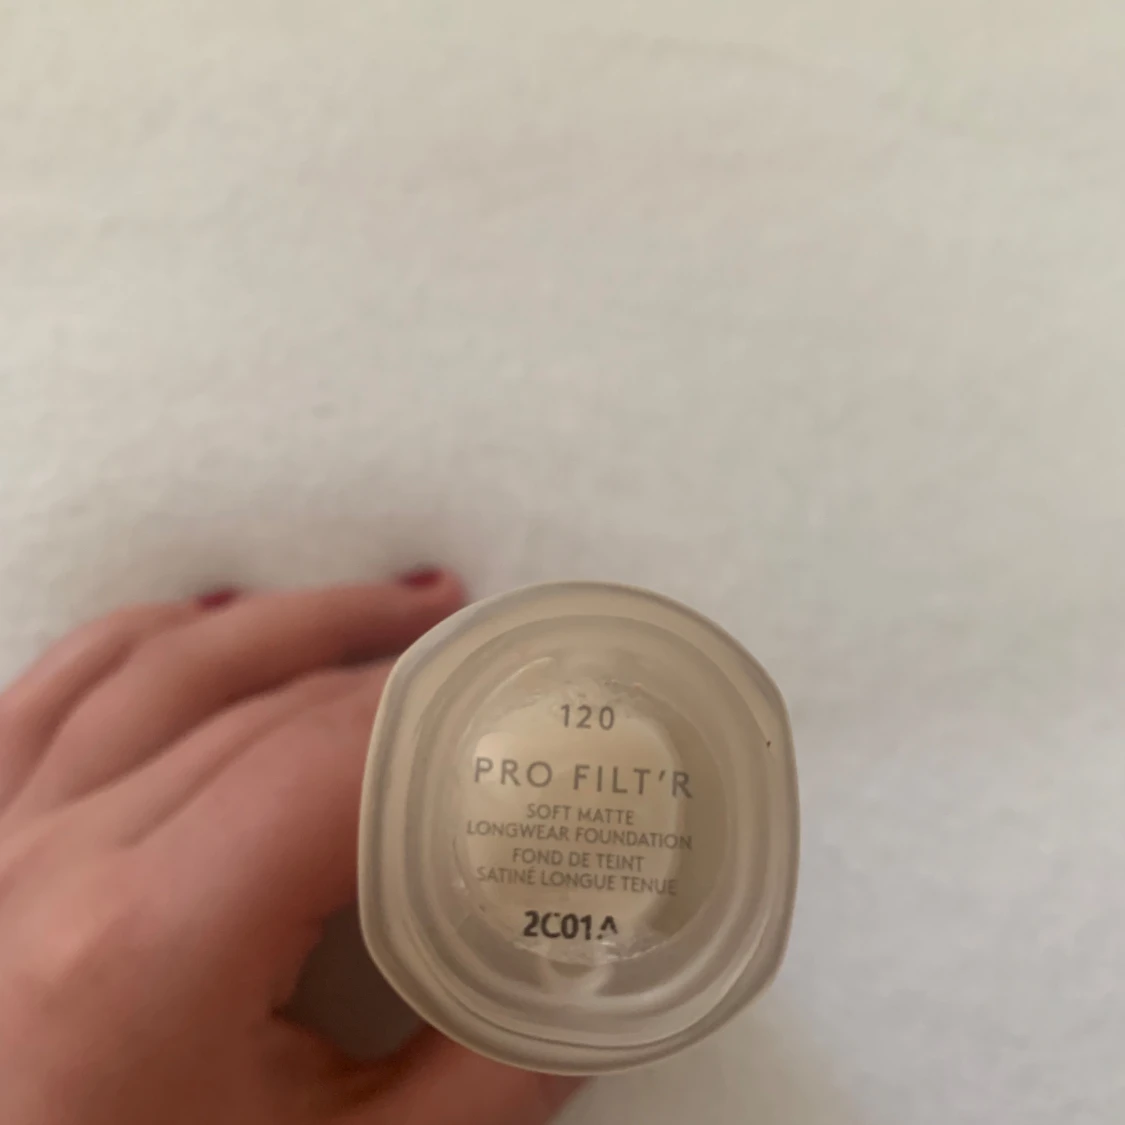 120
PRO FILT'R
SOFT MATTE
LONGWEAR FOUNDATION
FOND DE TEINT
SATINÉ LONGUE TENUE
2C01A